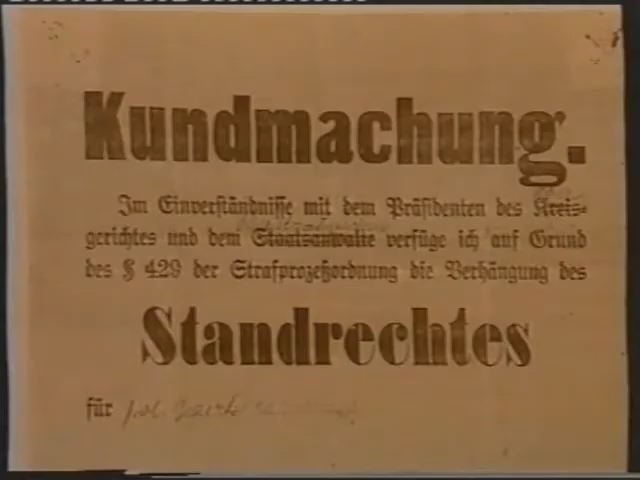 Kundmachung.
Im Einverständnisse mit dem Präsidenten des Kreis=
gerichtes und dem Staatsanwalte verfüge ich auf Grund
des § 429 der Strafprozeßordnung die Verhängung des
Standrechtes
für